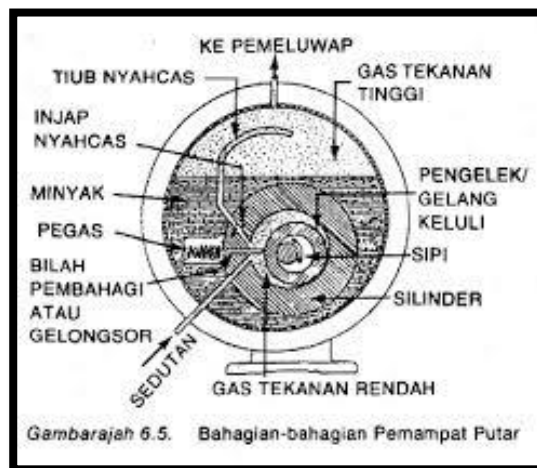 KE PEMELUWAP
TIUB NYAHCAS
GAS TEKANAN
TINGGI
INJAP
NYAHCAS
PENGELEK/
GELANG
KELULI
MINYAK
PEGAS
SIPI
BILAH
PEMBAHAGI
ATAU
GELONGSOR
SILINDER
SEDUTAN
GAS TEKANAN RENDAH
Gambarajah 6.5. Bahagian-bahagian Pemampat Putar